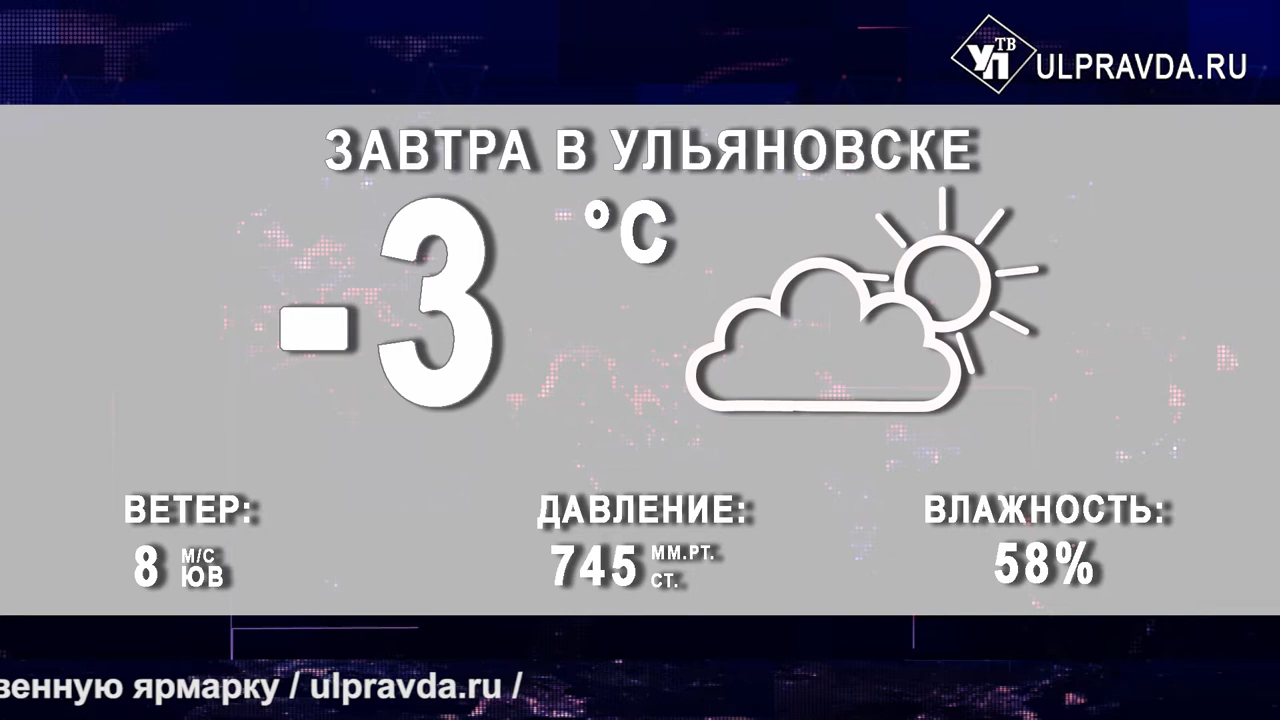 УП ТВ ULPRAVDA.RU
ЗАВТРА В УЛЬЯНОВСКЕ
-3 °C
ВЕТЕР: ДАВЛЕНИЕ: ВЛАЖНОСТЬ:
8 М/С ЮВ 745 ММ.РТ. СТ. 58%
венную ярмарку / ulpravda.ru /